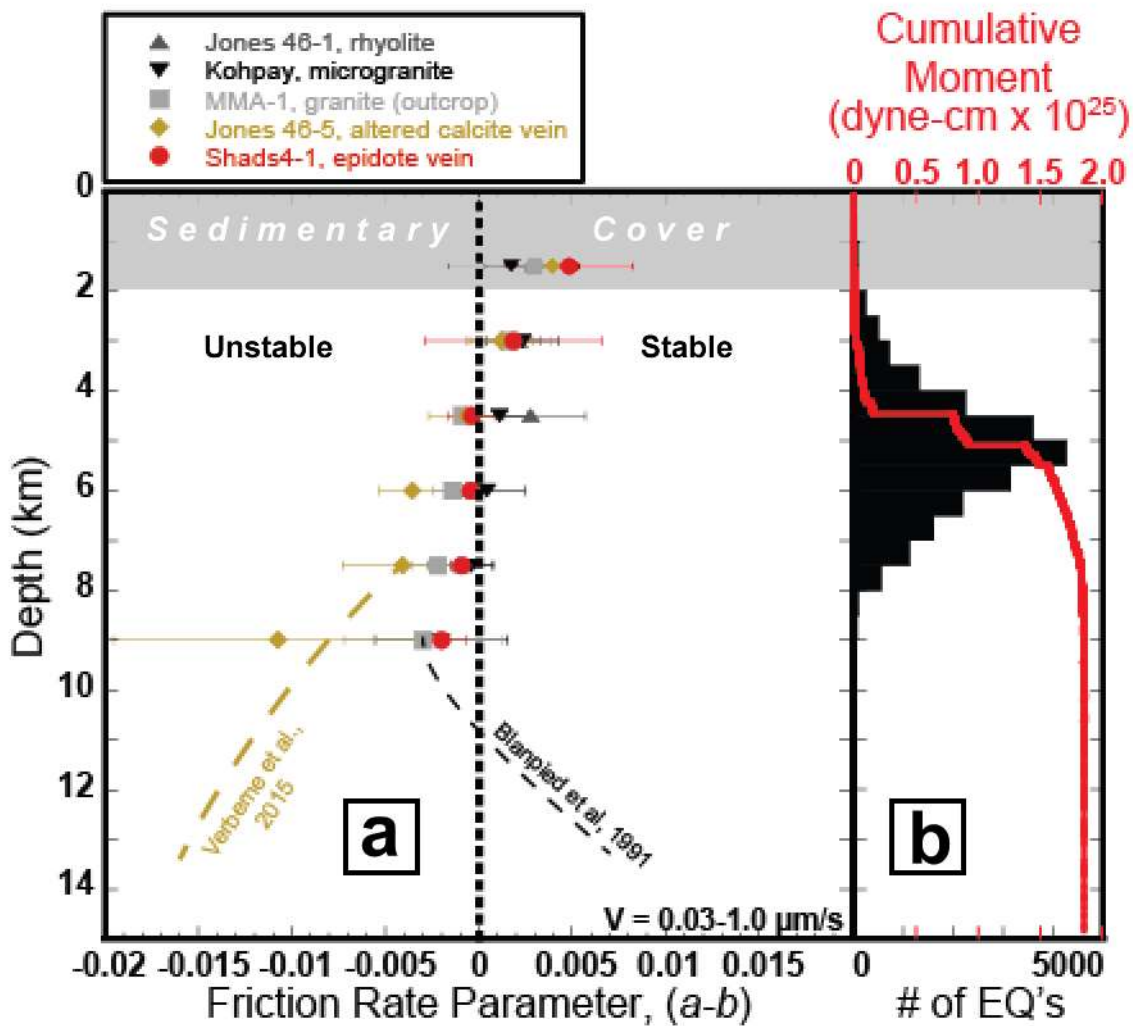 Jones 46-1, rhyolite
Kohpay, microgranite
MMA-1, granite (outcrop)
Jones 46-5, altered calcite vein
Shads4-1, epidote vein
Cumulative
Moment
(dyne-cm x 10²⁵)
0 0.5 1.0 1.5 2.0
0
Sedimentary Cover
2
Unstable Stable
4
6
Depth (km)
8
10
12
14
Verberne et al.,
2015
Blanpied et al, 1991
a
b
V = 0.03-1.0 µm/s
-0.02 -0.015 -0.01 -0.005 0 0.005 0.01 0.015
0 5000
Friction Rate Parameter, (a-b)
# of EQ's